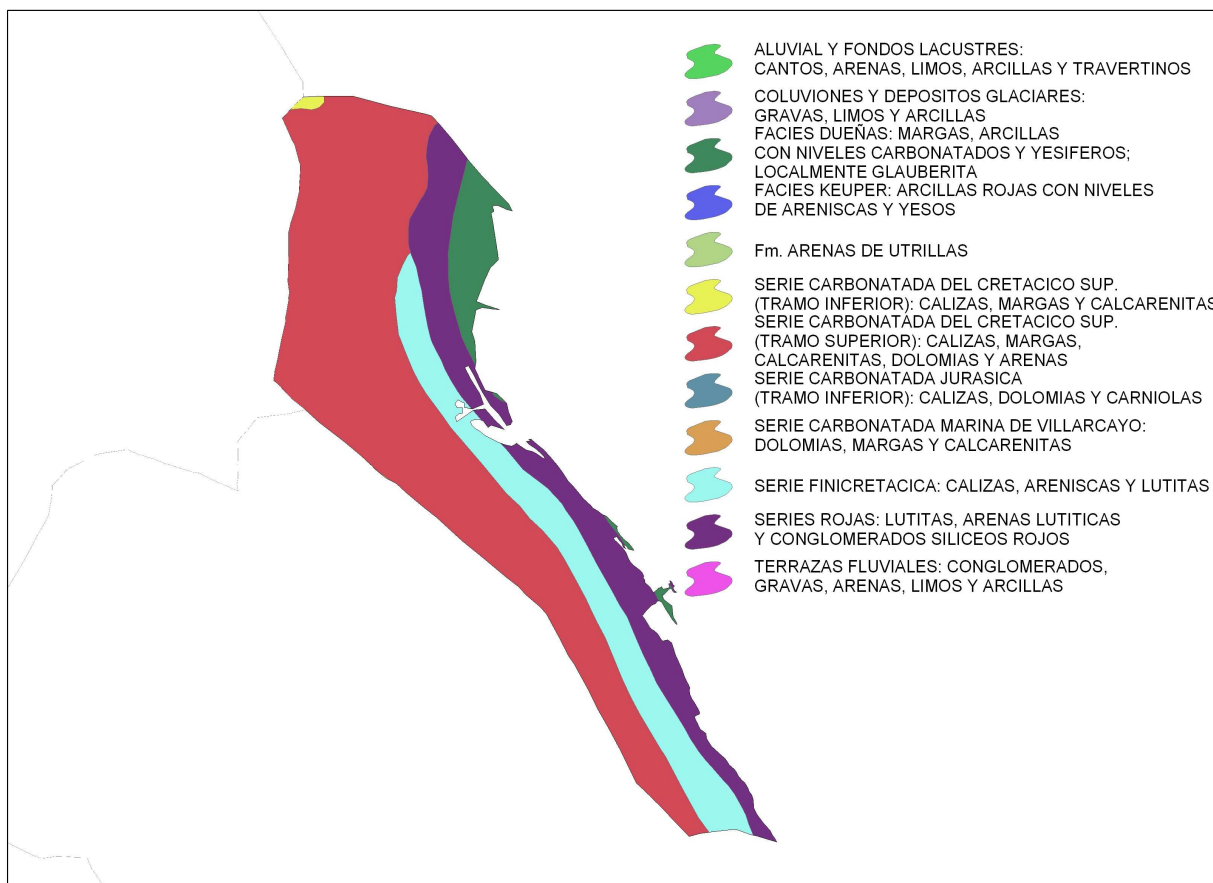 ALUVIAL Y FONDOS LACUSTRES:
CANTOS, ARENAS, LIMOS, ARCILLAS Y TRAVERTINOS
COLUVIONES Y DEPOSITOS GLACIARES:
GRAVAS, LIMOS Y ARCILLAS
FACIES DUEÑAS: MARGAS, ARCILLAS
CON NIVELES CARBONATADOS Y YESIFEROS;
LOCALMENTE GLAUBERITA
FACIES KEUPER: ARCILLAS ROJAS CON NIVELES
DE ARENISCAS Y YESOS
Fm. ARENAS DE UTRILLAS
SERIE CARBONATADA DEL CRETACICO SUP.
(TRAMO INFERIOR): CALIZAS, MARGAS Y CALCARENITAS
SERIE CARBONATADA DEL CRETACICO SUP.
(TRAMO SUPERIOR): CALIZAS, MARGAS,
CALCARENITAS, DOLOMIAS Y ARENAS
SERIE CARBONATADA JURASICA
(TRAMO INFERIOR): CALIZAS, DOLOMIAS Y CARNIOLAS
SERIE CARBONATADA MARINA DE VILLARCAYO:
DOLOMIAS, MARGAS Y CALCARENITAS
SERIE FINICRETACICA: CALIZAS, ARENISCAS Y LUTITAS
SERIES ROJAS: LUTITAS, ARENAS LUTITICAS
Y CONGLOMERADOS SILICEOS ROJOS
TERRAZAS FLUVIALES: CONGLOMERADOS,
GRAVAS, ARENAS, LIMOS Y ARCILLAS